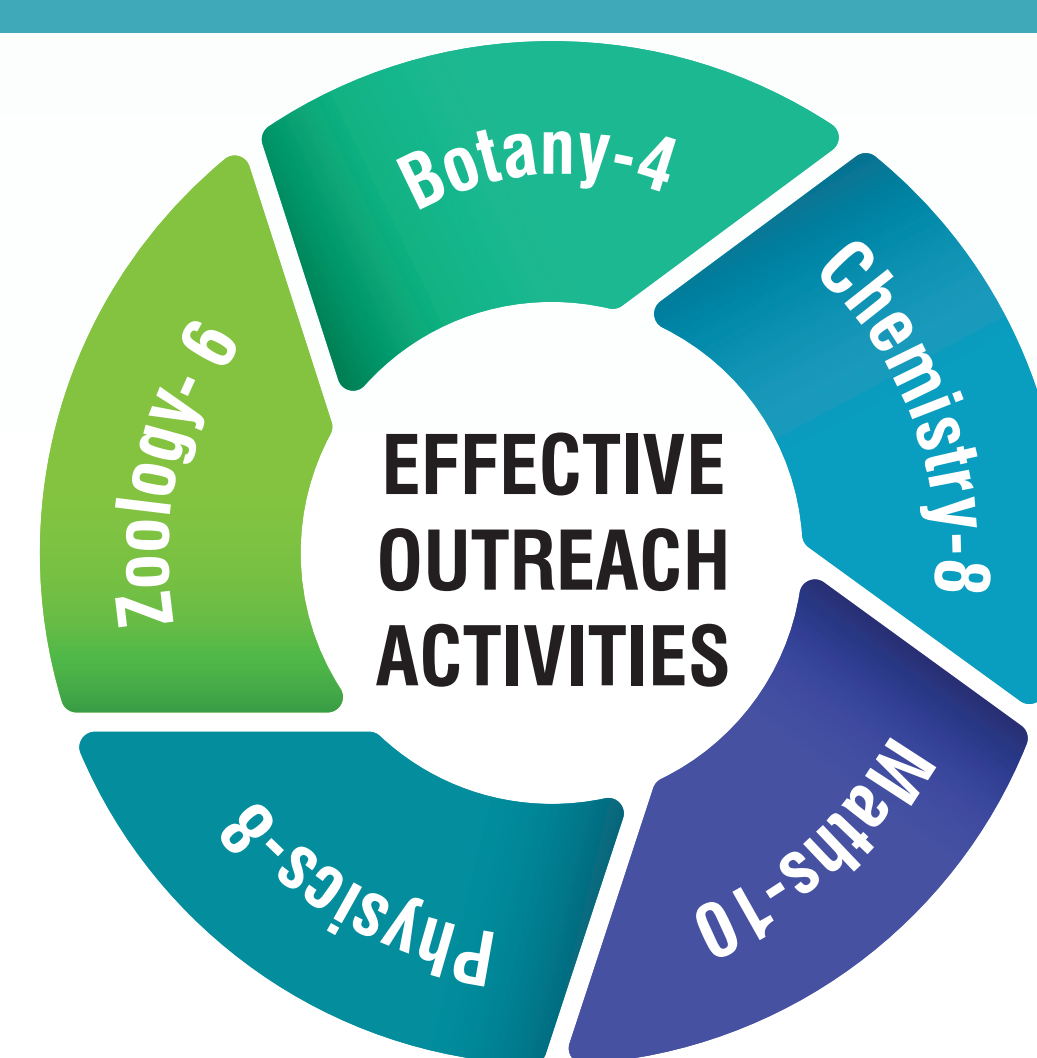 Botany-4
Chemistry-8
Maths-10
Physics-8
Zoology- 6
EFFECTIVE
OUTREACH
ACTIVITIES